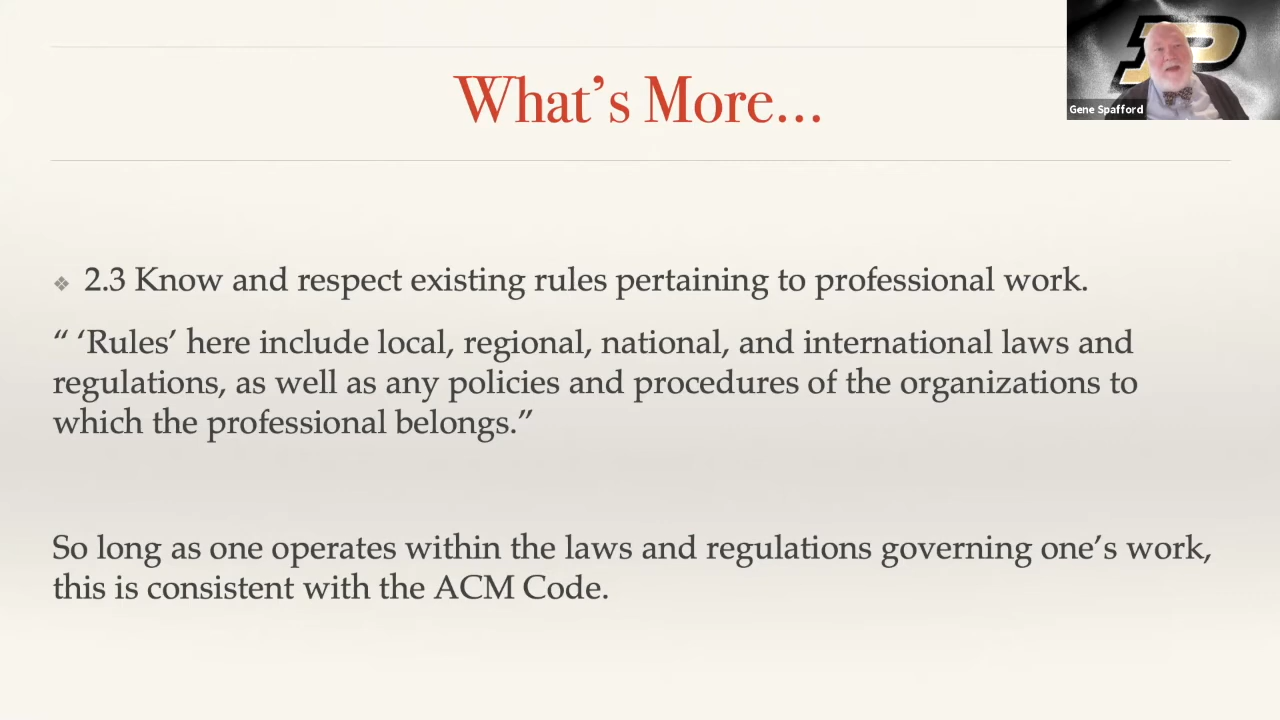 What’s More…
Gene Spafford
❖ 2.3 Know and respect existing rules pertaining to professional work.
“ ‘Rules’ here include local, regional, national, and international laws and
regulations, as well as any policies and procedures of the organizations to
which the professional belongs.”
So long as one operates within the laws and regulations governing one’s work,
this is consistent with the ACM Code.